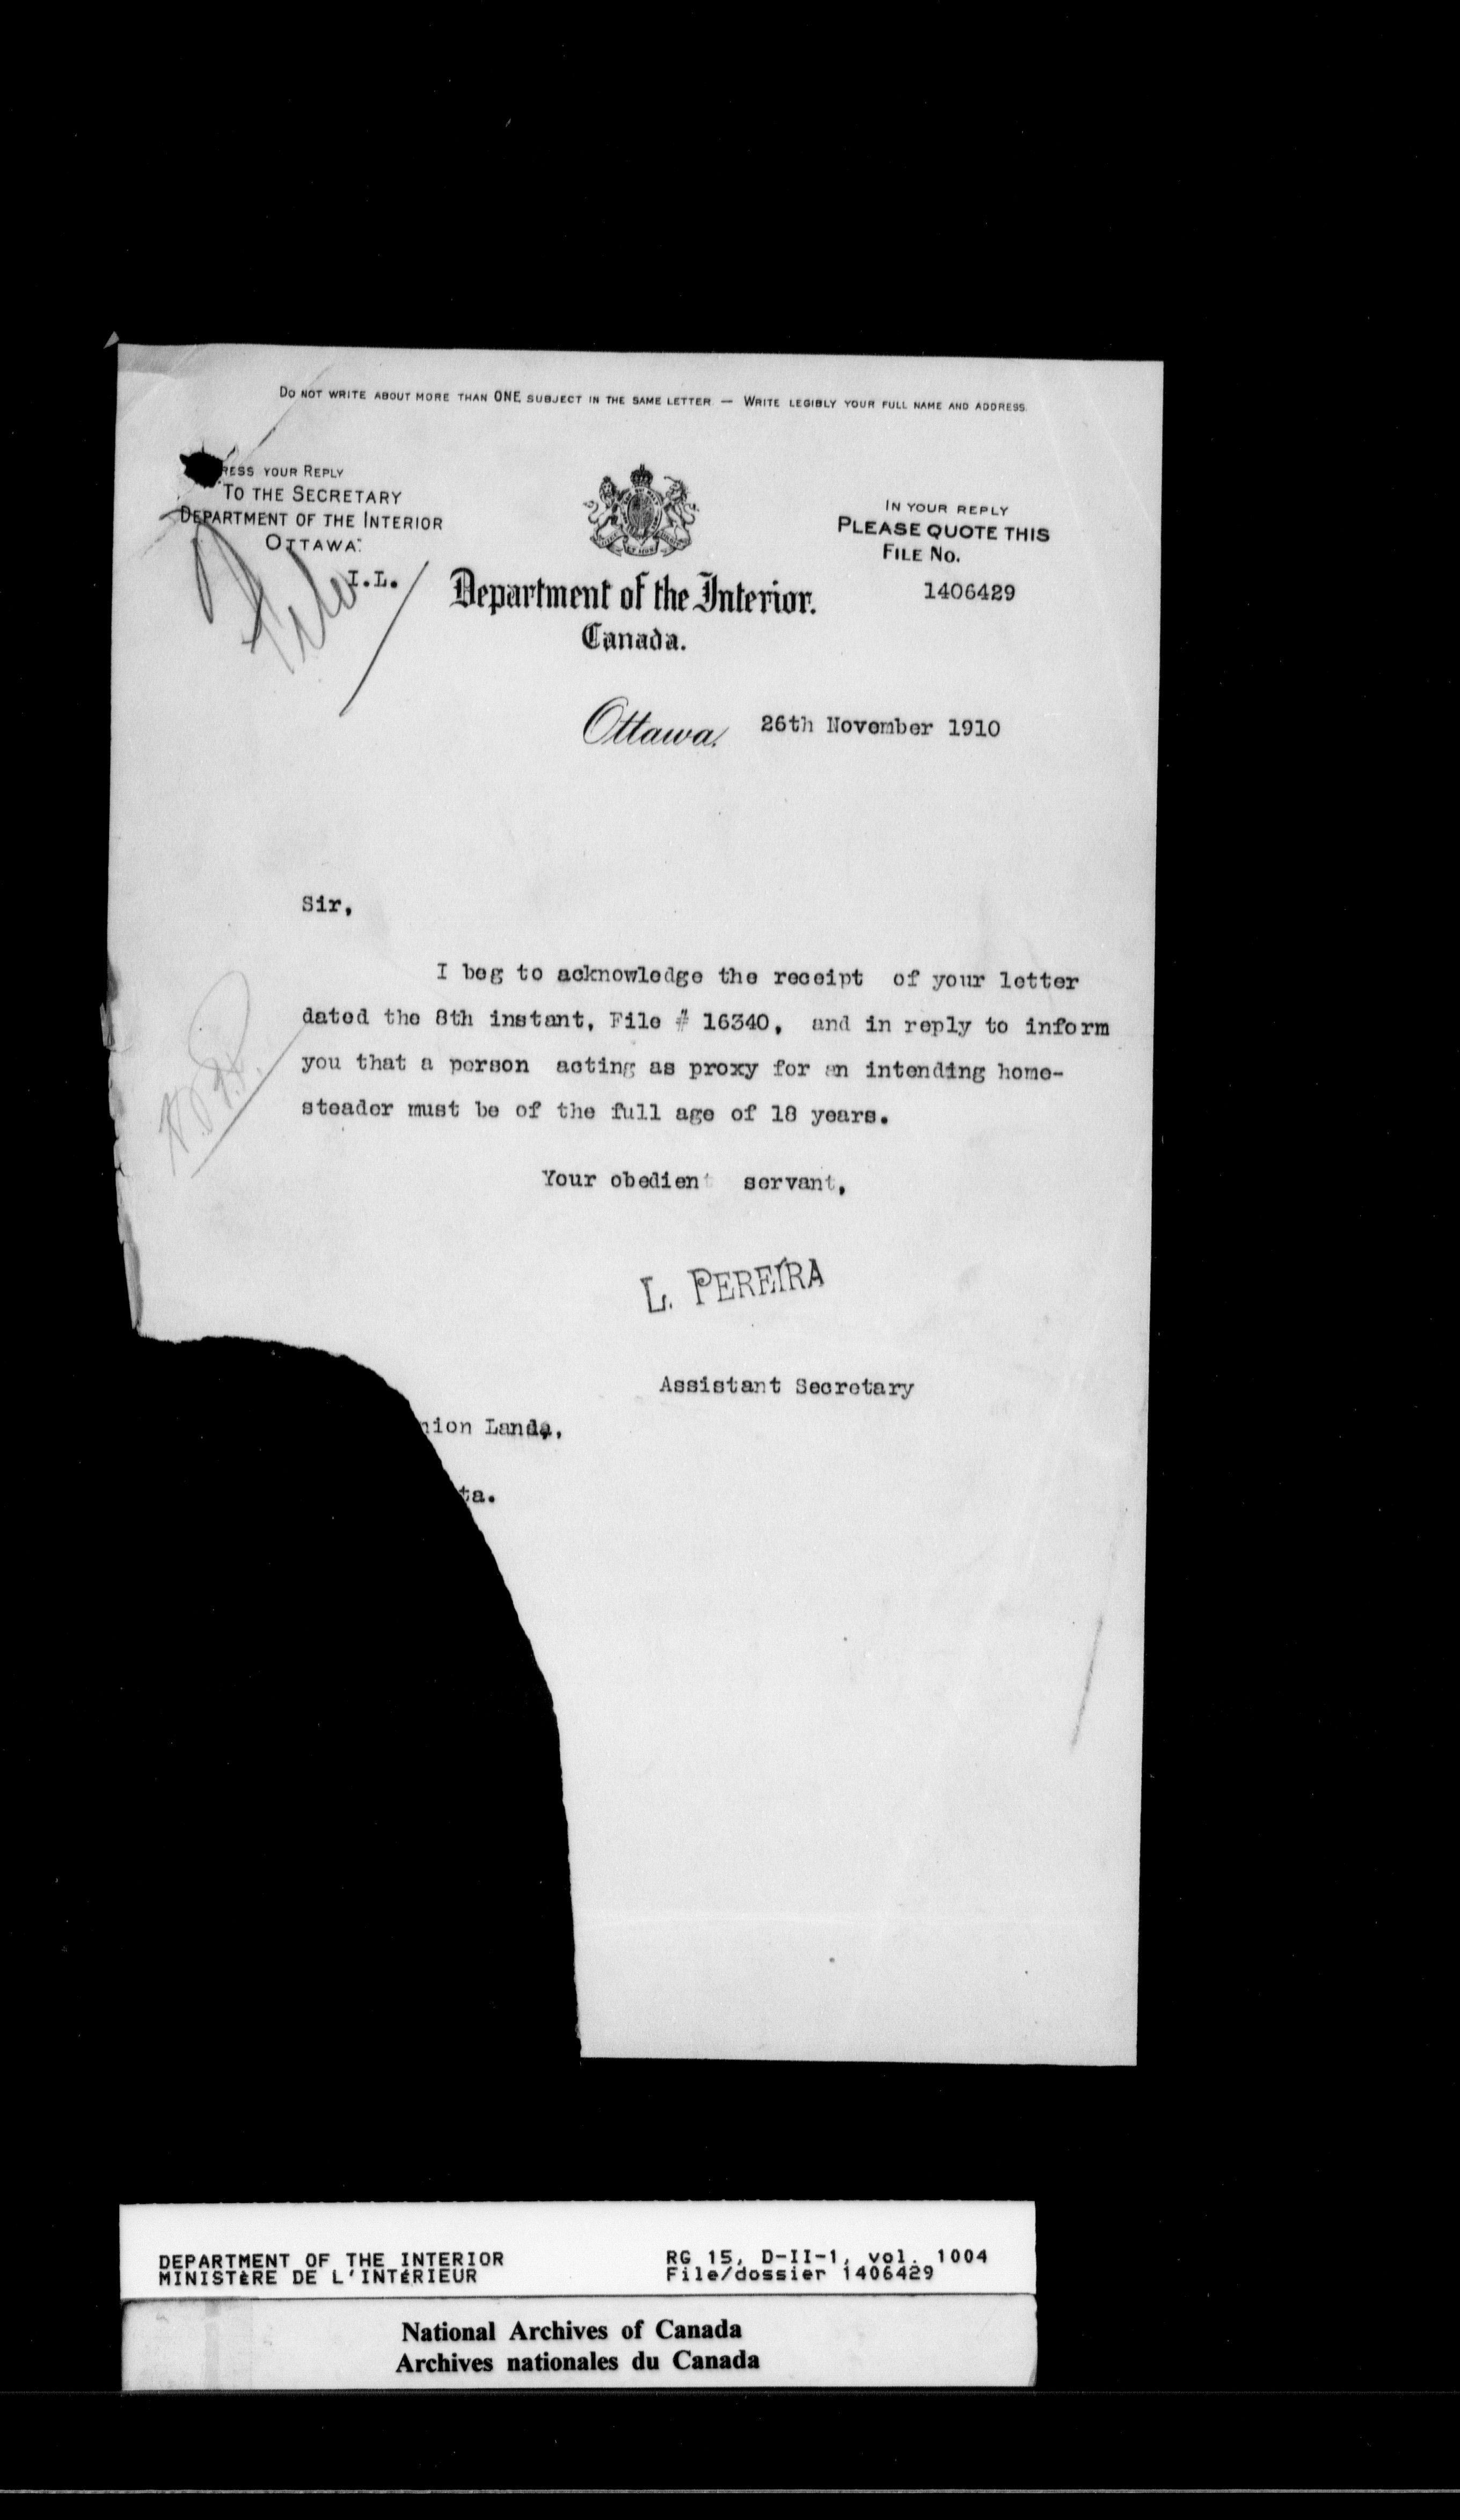 DO NOT WRITE ABOUT MORE THAN ONE SUBJECT IN THE SAME LETTER. — WRITE LEGIBLY YOUR FULL NAME AND ADDRESS.
RESS YOUR REPLY
TO THE SECRETARY
DEPARTMENT OF THE INTERIOR
OTTAWA.
I.L.
File
IN YOUR REPLY
PLEASE QUOTE THIS
FILE NO.
1406429
Department of the Interior.
Canada.
Ottawa, 26th November 1910
Sir,
I beg to acknowledge the receipt of your letter
dated the 8th instant, File # 16340, and in reply to inform
you that a person acting as proxy for an intending home-
steader must be of the full age of 18 years.
Your obedient servant,
L. PEREIRA
Assistant Secretary
nion Lands,
ta.
DEPARTMENT OF THE INTERIOR
MINISTÈRE DE L'INTÉRIEUR
RG 15, D-II-1, vol. 1004
File/dossier 1406429
National Archives of Canada
Archives nationales du Canada